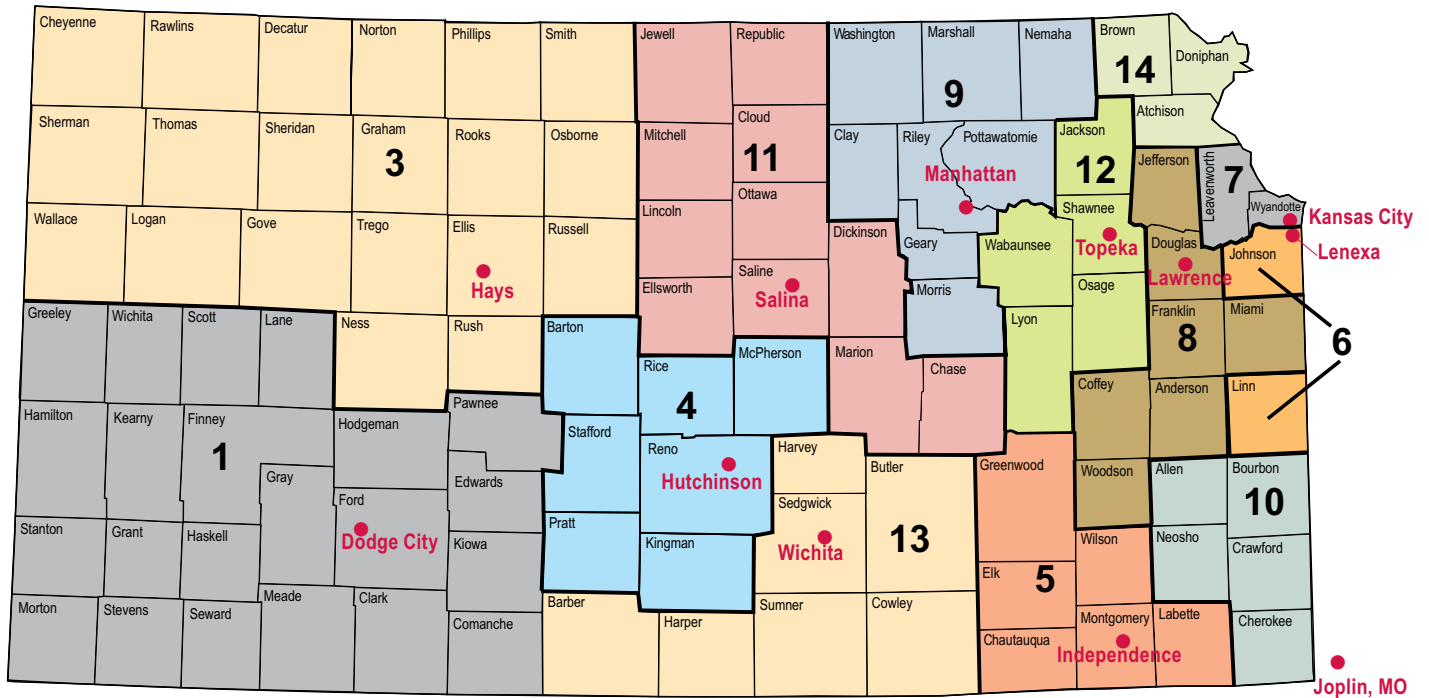 Cheyenne
Rawlins
Decatur
Norton
Phillips
Smith
Jewell
Republic
Washington
Marshall
Nemaha
Brown
Doniphan
14
9
Atchison
Sherman
Thomas
Sheridan
Graham
Rooks
Osborne
Mitchell
Cloud
Clay
Riley
Pottawatomie
Jackson
Jefferson
Leavenworth
3
11
12
7
Manhattan
Wyandotte
Kansas City
Wallace
Logan
Gove
Trego
Ellis
Russell
Lincoln
Ottawa
Dickinson
Geary
Wabaunsee
Shawnee
Topeka
Douglas
Lawrence
Johnson
Lenexa
Hays
Ellsworth
Saline
Salina
Morris
Osage
Greeley
Wichita
Scott
Lane
Ness
Rush
Barton
Rice
McPherson
Marion
Chase
Lyon
Franklin
Miami
8
6
Hamilton
Kearny
Finney
Hodgeman
Pawnee
Stafford
4
Coffey
Anderson
Linn
1
Gray
Ford
Edwards
Reno
Hutchinson
Harvey
Butler
Greenwood
Woodson
Allen
Bourbon
10
Stanton
Grant
Haskell
Dodge City
Kiowa
Pratt
Kingman
Sedgwick
Wichita
13
Wilson
Neosho
Crawford
Elk
5
Morton
Stevens
Seward
Meade
Clark
Comanche
Barber
Harper
Sumner
Cowley
Chautauqua
Montgomery
Labette
Cherokee
Independence
Joplin, MO